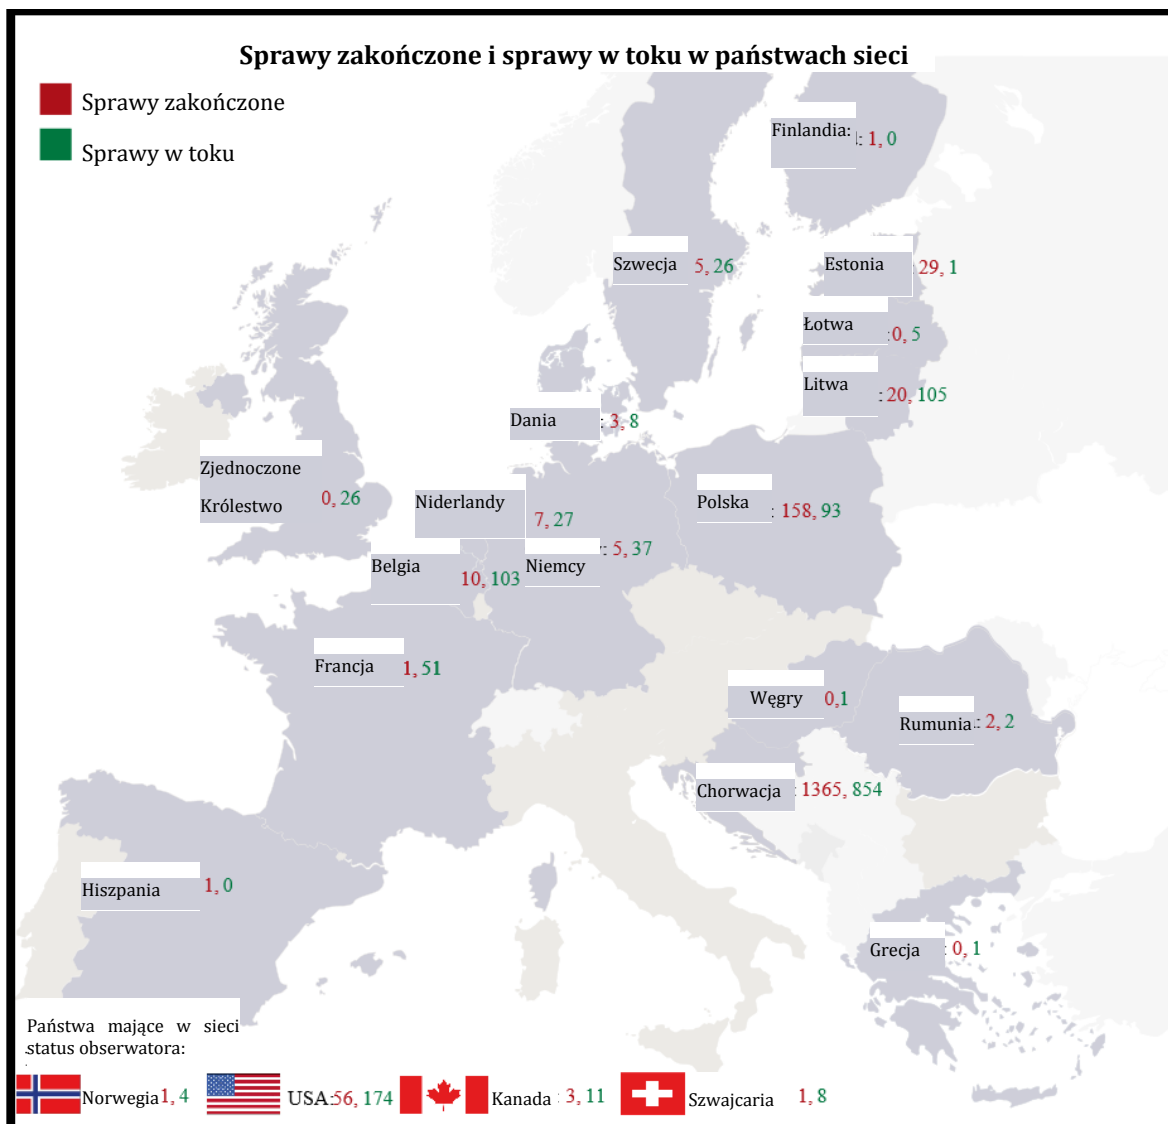 Sprawy zakończone i sprawy w toku w państwach sieci
Sprawy zakończone
Sprawy w toku
Finlandia: 1, 0
Szwecja 5, 26
Estonia 29, 1
Łotwa :0, 5
Litwa : 20, 105
Dania : 3, 8
Zjednoczone
Królestwo 0, 26
Niderlandy 7, 27
Polska : 158, 93
Niemcy : 5, 37
Belgia 10, 103
Francja 1, 51
Węgry 0,1
Rumunia : 2, 2
Chorwacja 1365, 854
Hiszpania 1, 0
Grecja : 0, 1
Państwa mające w sieci
status obserwatora:
Norwegia 1, 4 USA:56, 174 Kanada : 3, 11 Szwajcaria 1, 8